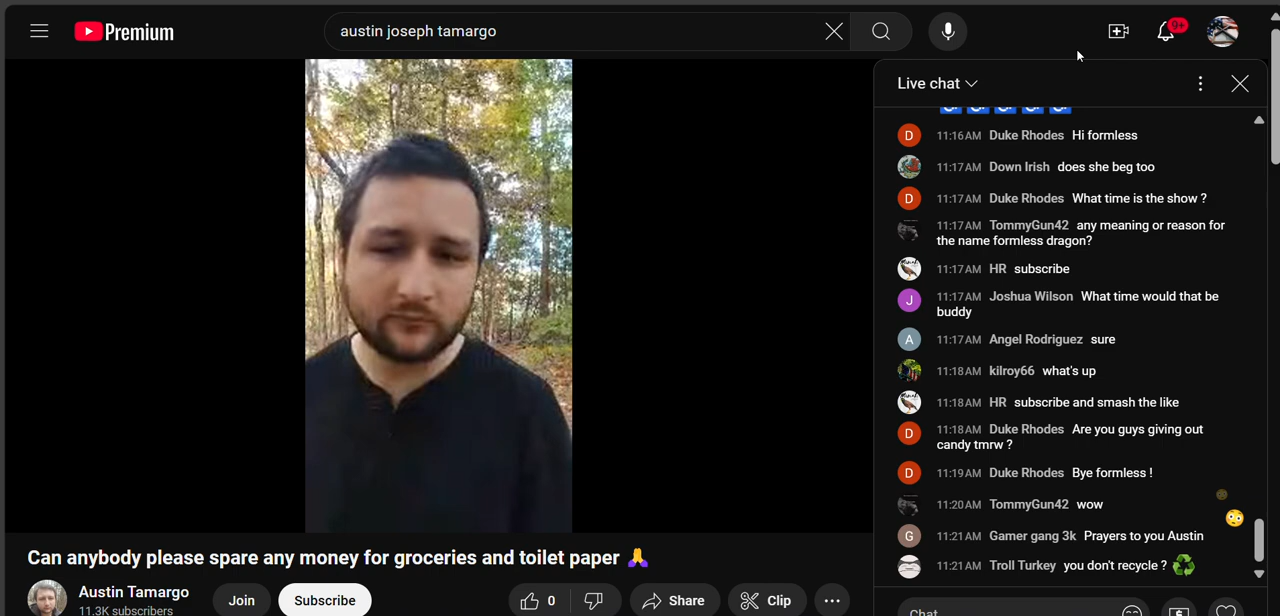 Premium
austin joseph tamargo
9+
Live chat
11:16 AM Duke Rhodes Hi formless
11:17 AM Down Irish does she beg too
11:17 AM Duke Rhodes What time is the show ?
11:17 AM TommyGun42 any meaning or reason for
the name formless dragon?
11:17 AM HR subscribe
11:17 AM Joshua Wilson What time would that be
buddy
11:17 AM Angel Rodriguez sure
11:18 AM kilroy66 what's up
11:18 AM HR subscribe and smash the like
11:18 AM Duke Rhodes Are you guys giving out
candy tmrw ?
11:19 AM Duke Rhodes Bye formless !
11:20 AM TommyGun42 wow
11:21 AM Gamer gang 3k Prayers to you Austin
11:21 AM Troll Turkey you don't recycle ? ♻️
Chat
Can anybody please spare any money for groceries and toilet paper 🙏
Austin Tamargo
11.3K subscribers
Join
Subscribe
0
Share
Clip